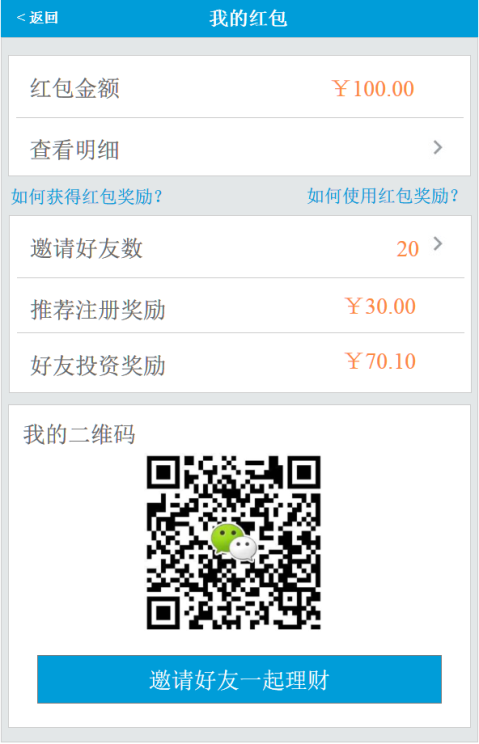 < 返回 我的红包
红包金额 ￥100.00
查看明细 >
如何获得红包奖励? 如何使用红包奖励?
邀请好友数 20 >
推荐注册奖励 ￥30.00
好友投资奖励 ￥70.10
我的二维码
邀请好友一起理财